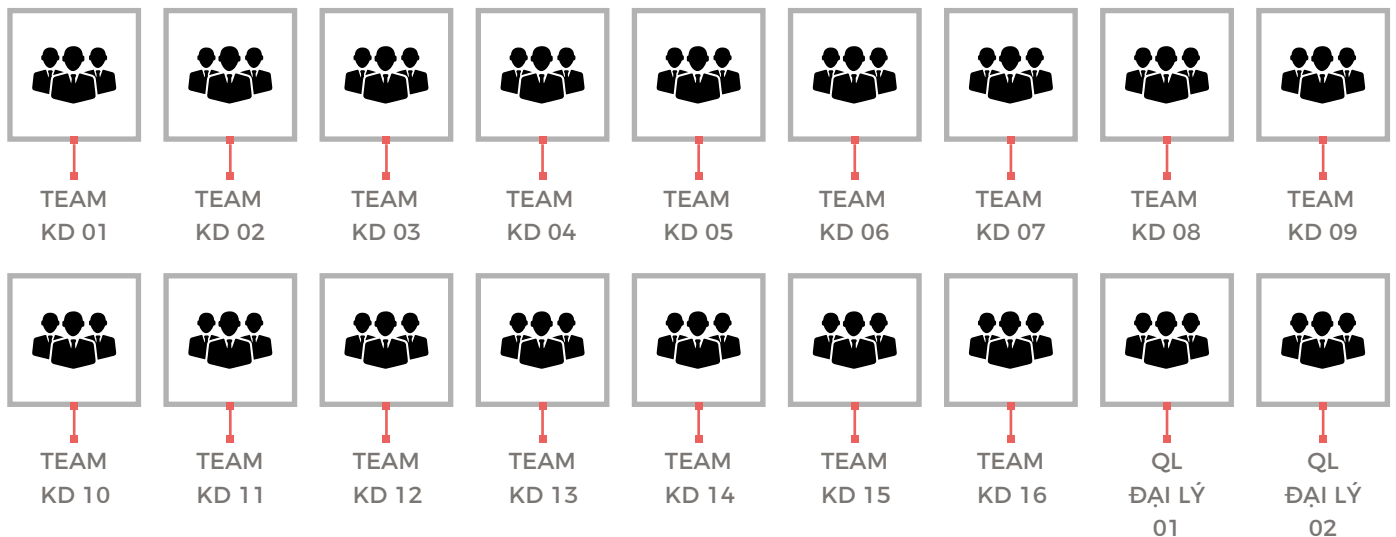 TEAM
KD 01
TEAM
KD 02
TEAM
KD 03
TEAM
KD 04
TEAM
KD 05
TEAM
KD 06
TEAM
KD 07
TEAM
KD 08
TEAM
KD 09
TEAM
KD 10
TEAM
KD 11
TEAM
KD 12
TEAM
KD 13
TEAM
KD 14
TEAM
KD 15
TEAM
KD 16
QL
ĐẠI LÝ
01
QL
ĐẠI LÝ
02